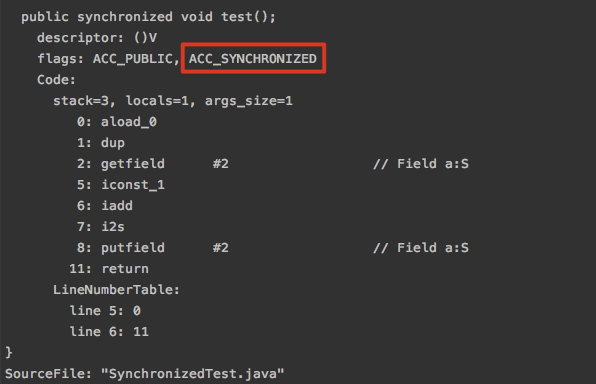 public synchronized void test();
descriptor: ()V
flags: ACC_PUBLIC, ACC_SYNCHRONIZED
Code:
stack=3, locals=1, args_size=1
0: aload_0
1: dup
2: getfield #2 // Field a:S
5: iconst_1
6: iadd
7: i2s
8: putfield #2 // Field a:S
11: return
LineNumberTable:
line 5: 0
line 6: 11
}
SourceFile: "SynchronizedTest.java"